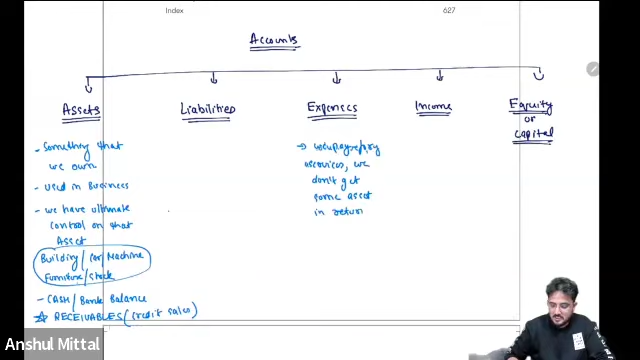 Index 627
Accounts
Assets Liabilities Expenses Income Equity
or
Capital
- Something that
we own
- used in Business
- we have ultimate
control on that
Asset
Building / Car / Machine
Furniture / Stock
- CASH / Bank Balance
☆ RECEIVABLES (credit sales)
→ we
services, we
don't get
some asset
in return
Anshul Mittal